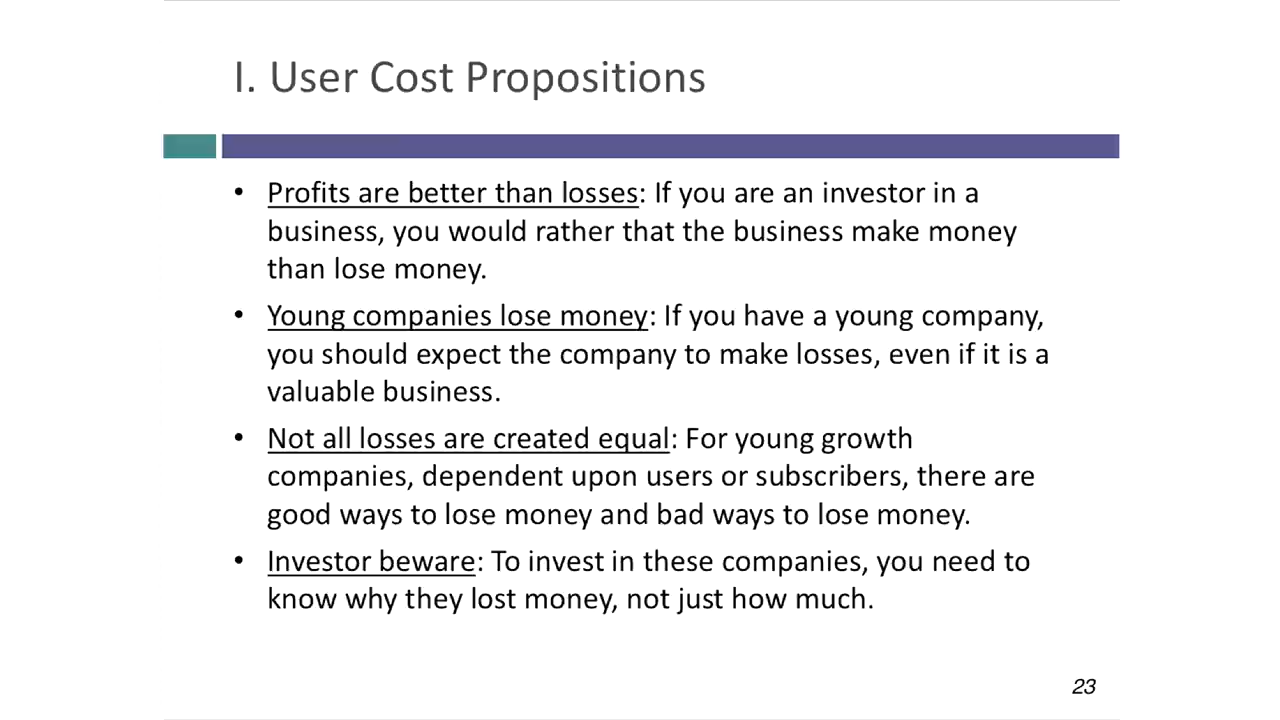 I. User Cost Propositions
• Profits are better than losses: If you are an investor in a
business, you would rather that the business make money
than lose money.
• Young companies lose money: If you have a young company,
you should expect the company to make losses, even if it is a
valuable business.
• Not all losses are created equal: For young growth
companies, dependent upon users or subscribers, there are
good ways to lose money and bad ways to lose money.
• Investor beware: To invest in these companies, you need to
know why they lost money, not just how much.
23